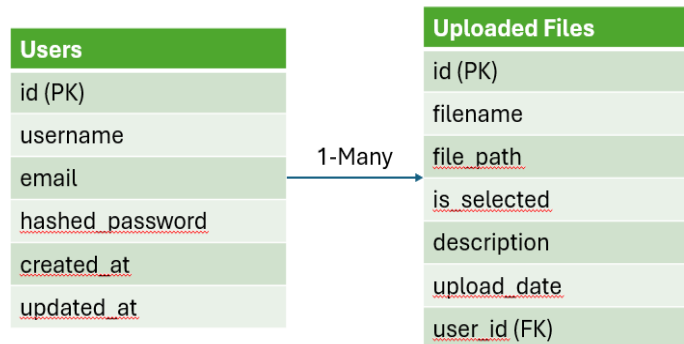 Users
id (PK)
username
email
hashed_password
created_at
updated_at
1-Many
Uploaded Files
id (PK)
filename
file_path
is_selected
description
upload_date
user_id (FK)